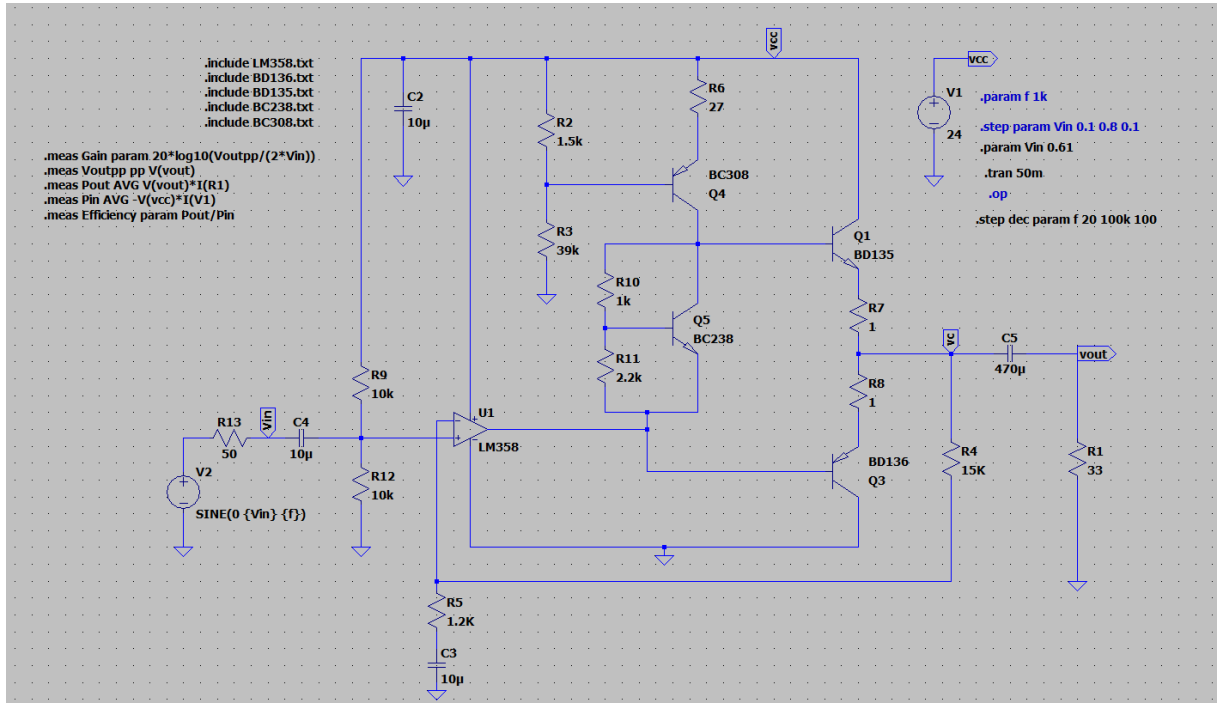 .include LM358.txt
.include BD136.txt
.include BD135.txt
.include BC238.txt
.include BC308.txt
.meas Gain param 20*log10(Voutpp/(2*Vin))
.meas Voutpp pp V(vout)
.meas Pout AVG V(vout)*I(R1)
.meas Pin AVG -V(vcc)*I(V1)
.meas Efficiency param Pout/Pin
C2
10µ
R2
1.5k
R3
39k
R6
27
BC308
Q4
vcc
vcc
V1
24
.param f 1k
.step param Vin 0.1 0.8 0.1
.param Vin 0.61
.tran 50m
.op
.step dec param f 20 100k 100
R10
1k
Q5
BC238
R11
2.2k
Q1
BD135
R7
1
R8
1
vc
C5
470µ
vout
BD136
Q3
R4
15K
R1
33
R9
10k
R12
10k
R13
50
Vin
C4
10µ
V2
SINE(0 {Vin} {f})
U1
LM358
R5
1.2K
C3
10µ